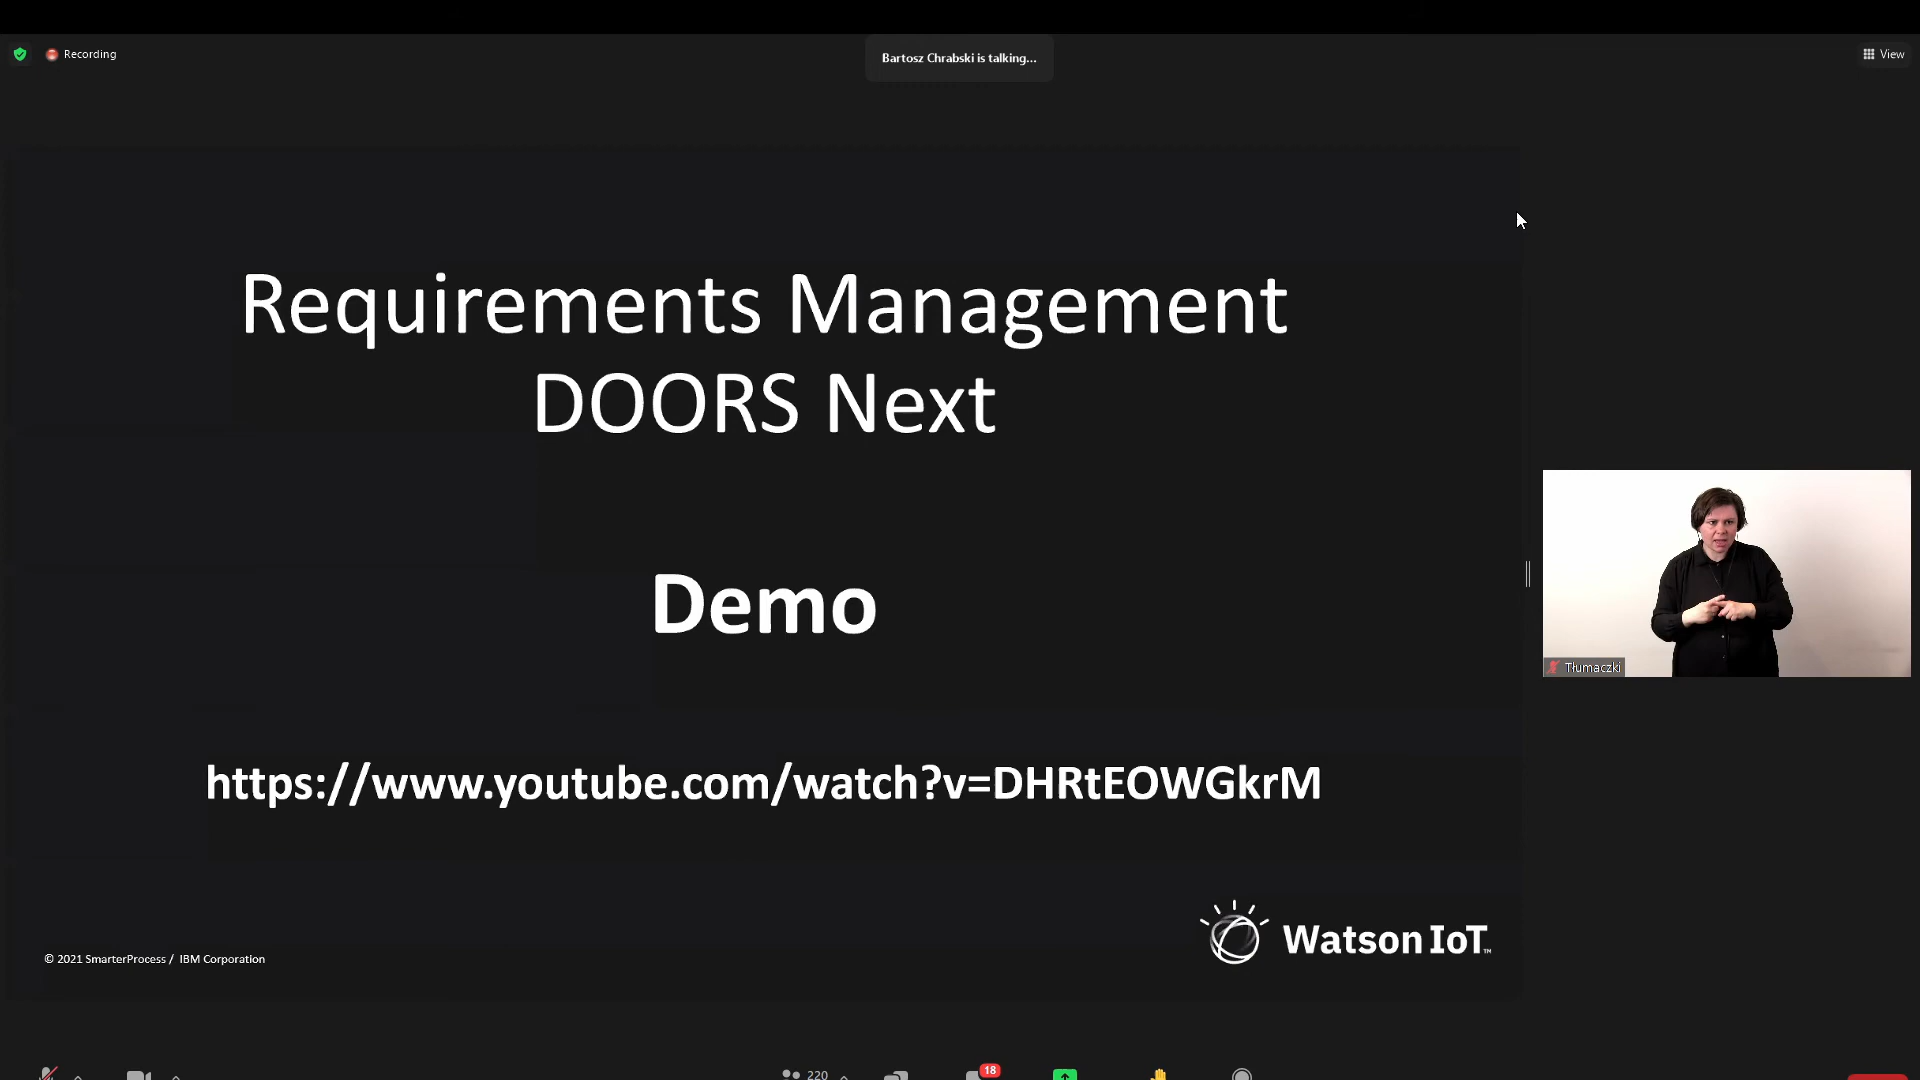 Recording
Bartosz Chrabski is talking...
View
Requirements Management
DOORS Next
Demo
https://www.youtube.com/watch?v=DHRtEOWGkrM
Tłumaczki
© 2021 SmarterProcess / IBM Corporation
Watson IoT™
18
220